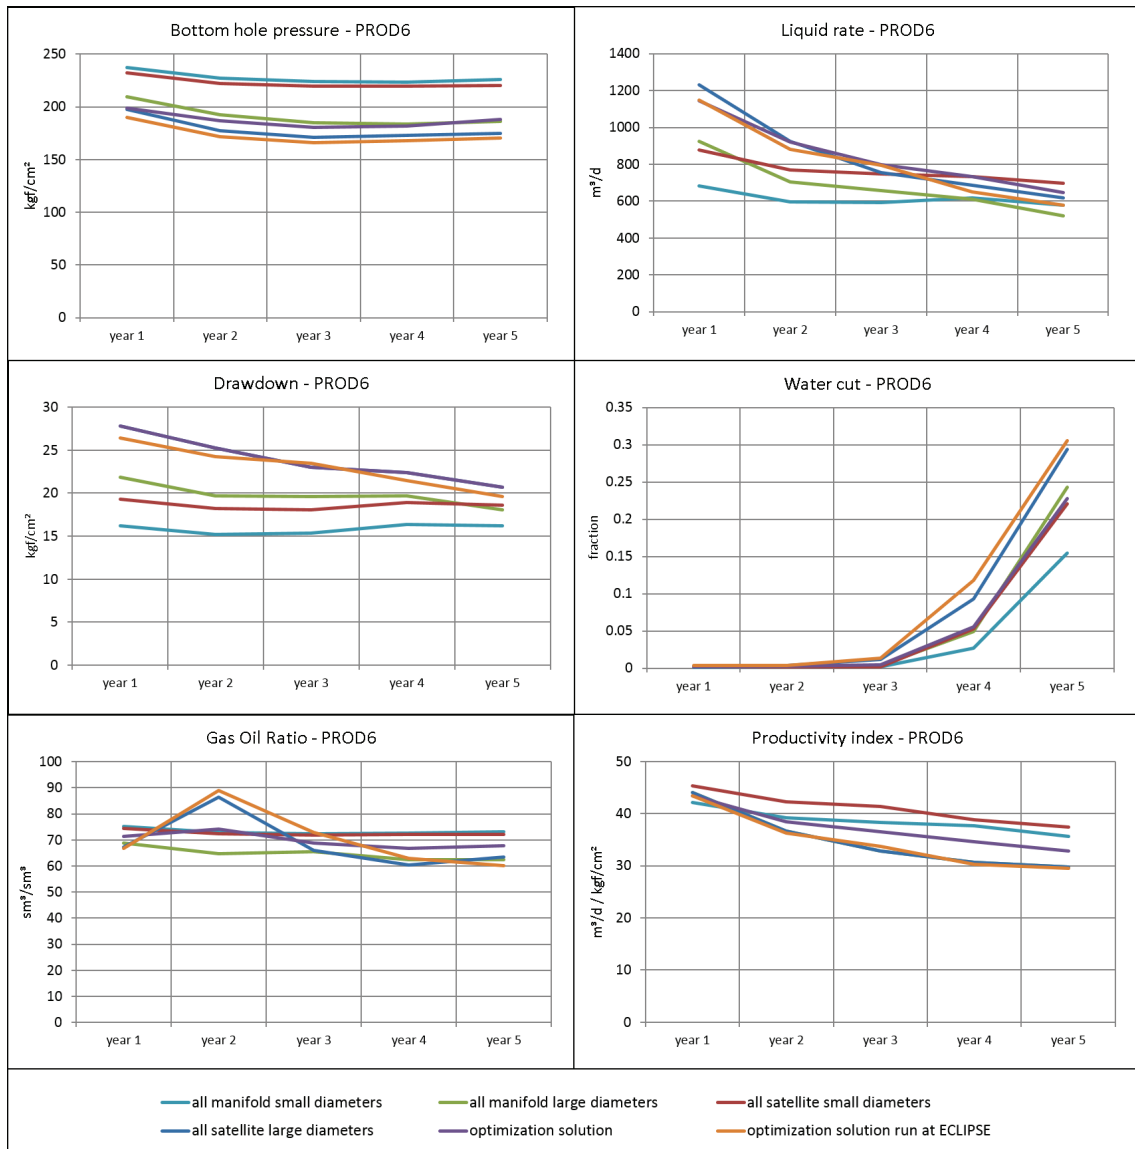 Bottom hole pressure - PROD6
250
200
150
100
50
0
kgf/cm²
year 1 year 2 year 3 year 4 year 5
Liquid rate - PROD6
1400
1200
1000
800
600
400
200
0
m³/d
year 1 year 2 year 3 year 4 year 5
Drawdown - PROD6
30
25
20
15
10
5
0
kgf/cm²
year 1 year 2 year 3 year 4 year 5
Water cut - PROD6
0.35
0.3
0.25
0.2
0.15
0.1
0.05
0
fraction
year 1 year 2 year 3 year 4 year 5
Gas Oil Ratio - PROD6
100
90
80
70
60
50
40
30
20
10
0
sm³/sm³
year 1 year 2 year 3 year 4 year 5
Productivity index - PROD6
50
40
30
20
10
0
m³/d / kgf/cm²
year 1 year 2 year 3 year 4 year 5
all manifold small diameters all manifold large diameters all satellite small diameters
all satellite large diameters optimization solution optimization solution run at ECLIPSE